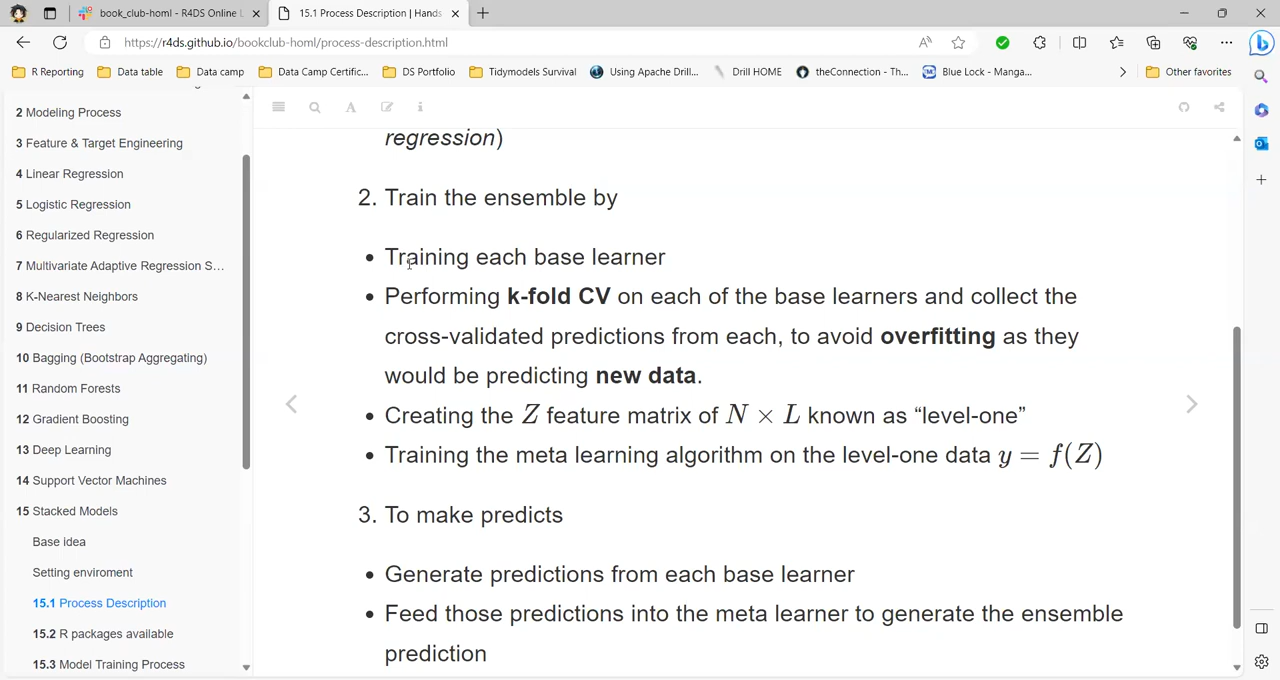 book_club-homl - R4DS Online L
15.1 Process Description | Hands
https://r4ds.github.io/bookclub-homl/process-description.html
R Reporting
Data table
Data camp
Data Camp Certific...
DS Portfolio
Tidymodels Survival
Using Apache Drill...
Drill HOME
theConnection - Th...
Blue Lock - Manga...
Other favorites
2 Modeling Process
3 Feature & Target Engineering
4 Linear Regression
5 Logistic Regression
6 Regularized Regression
7 Multivariate Adaptive Regression S...
8 K-Nearest Neighbors
9 Decision Trees
10 Bagging (Bootstrap Aggregating)
11 Random Forests
12 Gradient Boosting
13 Deep Learning
14 Support Vector Machines
15 Stacked Models
Base idea
Setting enviroment
15.1 Process Description
15.2 R packages available
15.3 Model Training Process
regression)
2. Train the ensemble by
• Training each base learner
• Performing k-fold CV on each of the base learners and collect the
cross-validated predictions from each, to avoid overfitting as they
would be predicting new data.
• Creating the Z feature matrix of N × L known as “level-one”
• Training the meta learning algorithm on the level-one data y = f(Z)
3. To make predicts
• Generate predictions from each base learner
• Feed those predictions into the meta learner to generate the ensemble
prediction